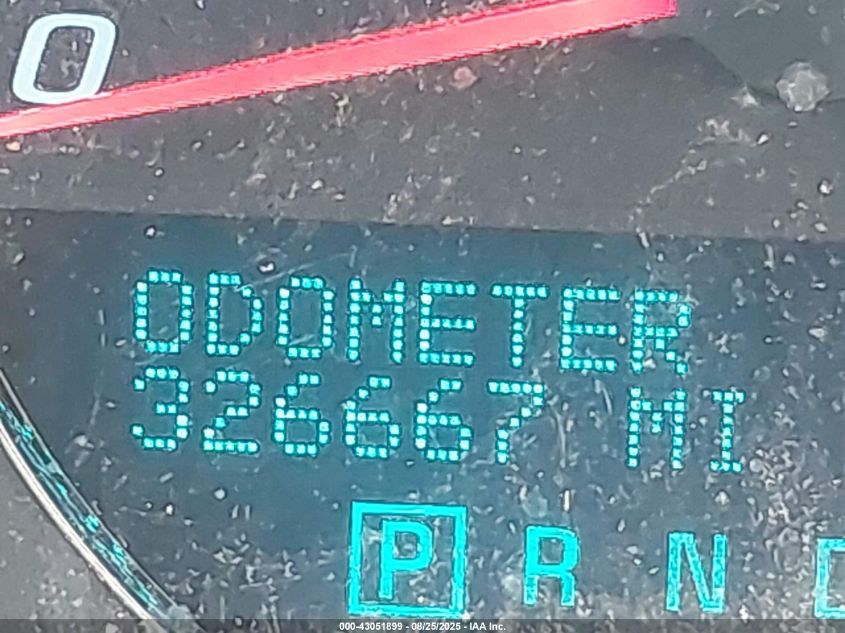 0
ODOMETER
326667 MI
P R N
000-43051899 - 08/25/2025 - IAA Inc.